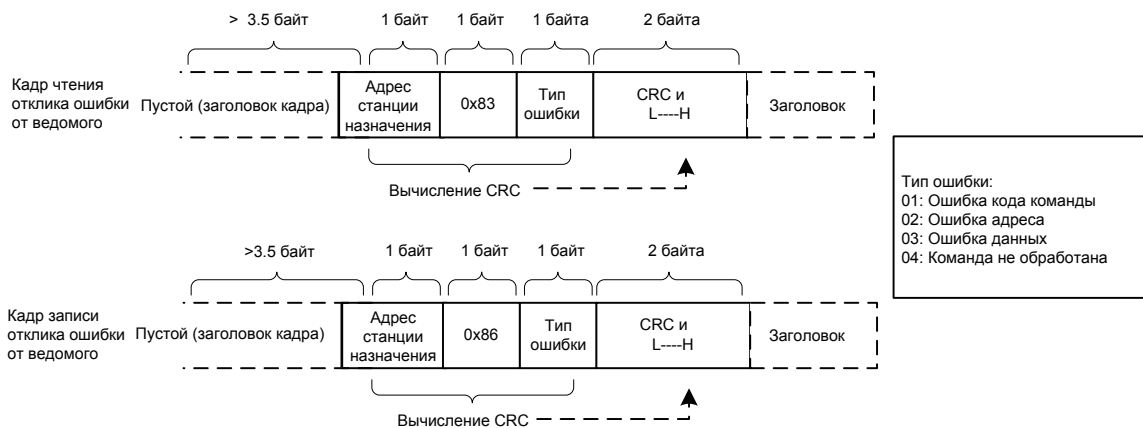 > 3.5 байт
1 байт
1 байт
1 байта
2 байта
Кадр чтения
отклика ошибки
от ведомого
Пустой (заголовок кадра)
Адрес
станции
назначения
0x83
Тип
ошибки
CRC и
L----H
Заголовок
Вычисление CRC
Тип ошибки:
01: Ошибка кода команды
02: Ошибка адреса
03: Ошибка данных
04: Команда не обработана
>3.5 байт
1 байт
1 байт
1 байт
2 байта
Кадр записи
отклика ошибки
от ведомого
Пустой (заголовок кадра)
Адрес
станции
назначения
0x86
Тип
ошибки
CRC и
L----H
Заголовок
Вычисление CRC